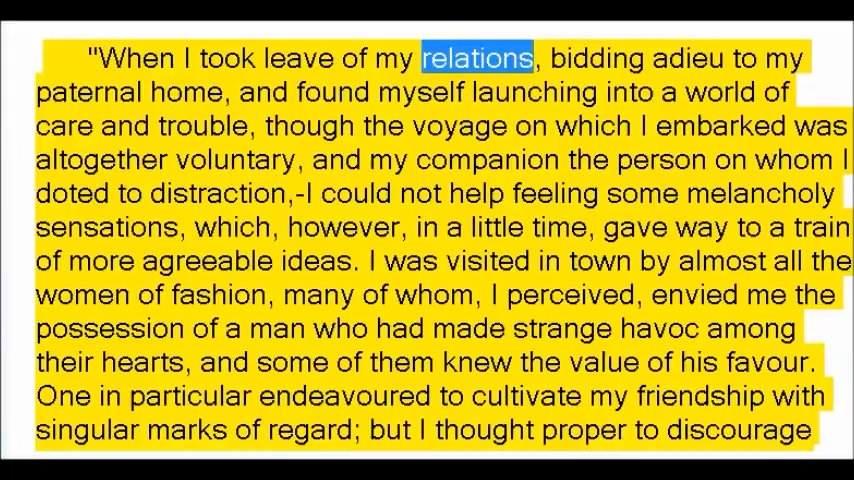 "When I took leave of my relations, bidding adieu to my
paternal home, and found myself launching into a world of
care and trouble, though the voyage on which I embarked was
altogether voluntary, and my companion the person on whom I
doted to distraction,-I could not help feeling some melancholy
sensations, which, however, in a little time, gave way to a train
of more agreeable ideas. I was visited in town by almost all the
women of fashion, many of whom, I perceived, envied me the
possession of a man who had made strange havoc among
their hearts, and some of them knew the value of his favour.
One in particular endeavoured to cultivate my friendship with
singular marks of regard; but I thought proper to discourage